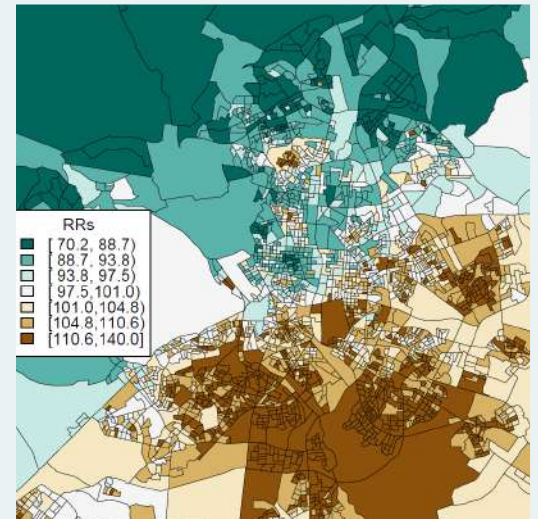 RRs
[ 70.2, 88.7)
[ 88.7, 93.8)
[ 93.8, 97.5)
[ 97.5,101.0)
[101.0,104.8)
[104.8,110.6)
[110.6,140.0]